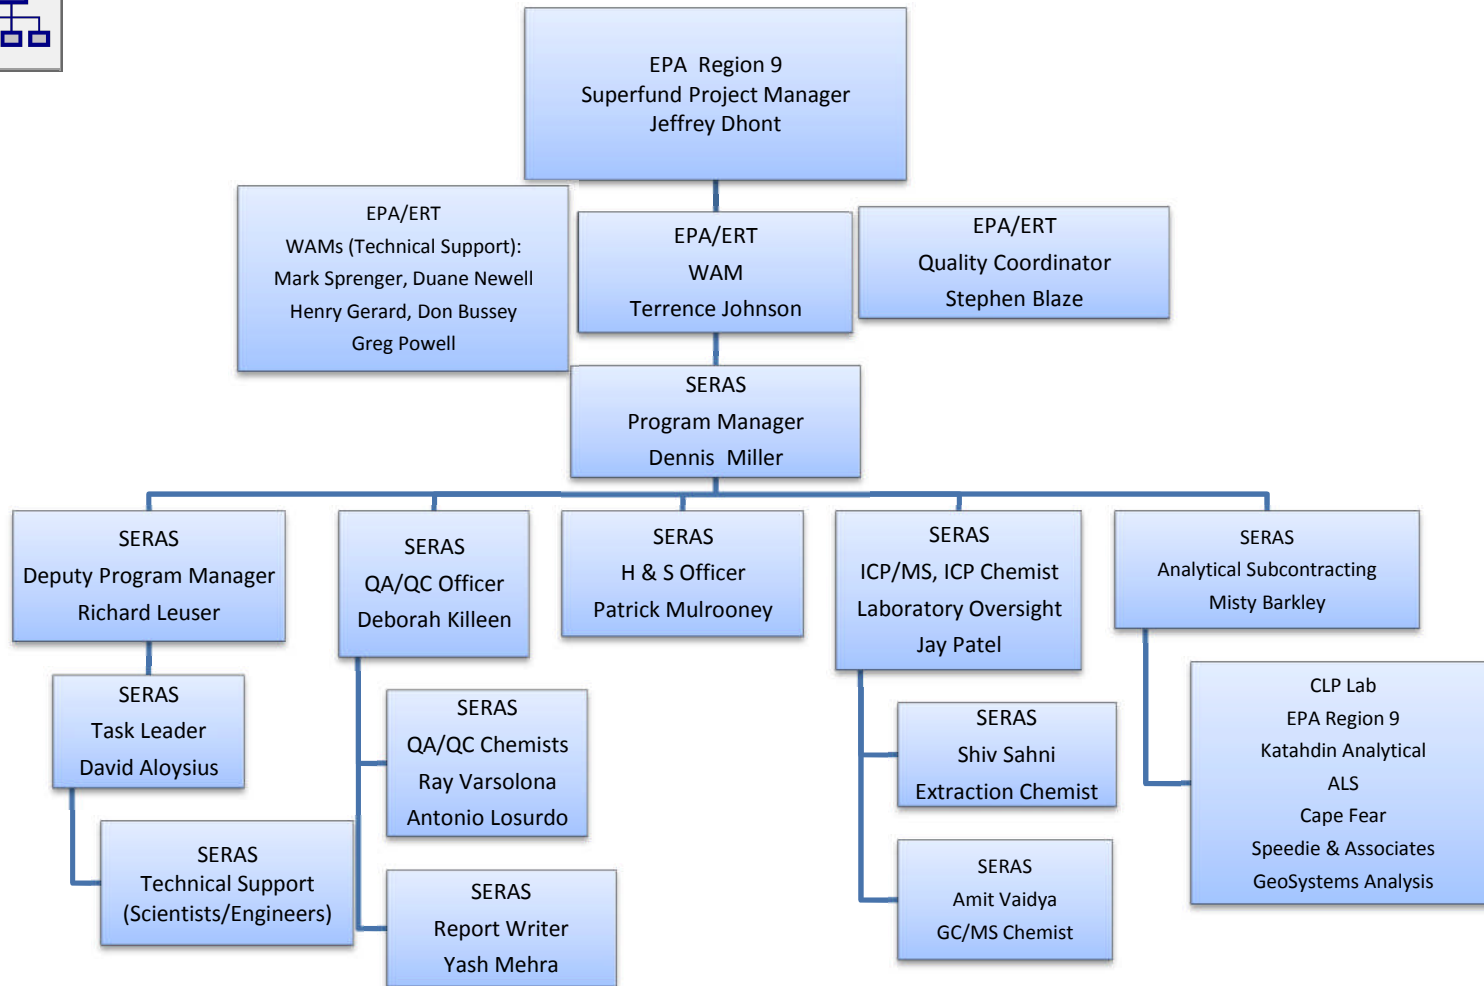 EPA Region 9
Superfund Project Manager
Jeffrey Dhont
EPA/ERT
WAMs (Technical Support):
Mark Sprenger, Duane Newell
Henry Gerard, Don Bussey
Greg Powell
EPA/ERT
WAM
Terrence Johnson
EPA/ERT
Quality Coordinator
Stephen Blaze
SERAS
Program Manager
Dennis Miller
SERAS
Deputy Program Manager
Richard Leuser
SERAS
Task Leader
David Aloysius
SERAS
Technical Support
(Scientists/Engineers)
SERAS
QA/QC Officer
Deborah Killeen
SERAS
QA/QC Chemists
Ray Varsolona
Antonio Losurdo
SERAS
Report Writer
Yash Mehra
SERAS
H & S Officer
Patrick Mulrooney
SERAS
ICP/MS, ICP Chemist
Laboratory Oversight
Jay Patel
SERAS
Shiv Sahni
Extraction Chemist
SERAS
Amit Vaidya
GC/MS Chemist
SERAS
Analytical Subcontracting
Misty Barkley
CLP Lab
EPA Region 9
Katahdin Analytical
ALS
Cape Fear
Speedie & Associates
GeoSystems Analysis